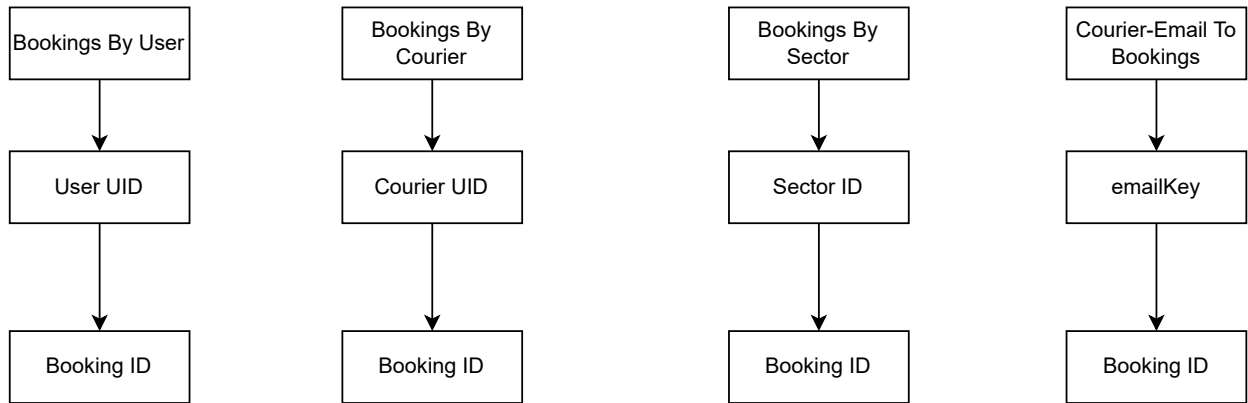 Bookings By User
Bookings By
Courier
Bookings By
Sector
Courier-Email To
Bookings
User UID
Courier UID
Sector ID
emailKey
Booking ID
Booking ID
Booking ID
Booking ID